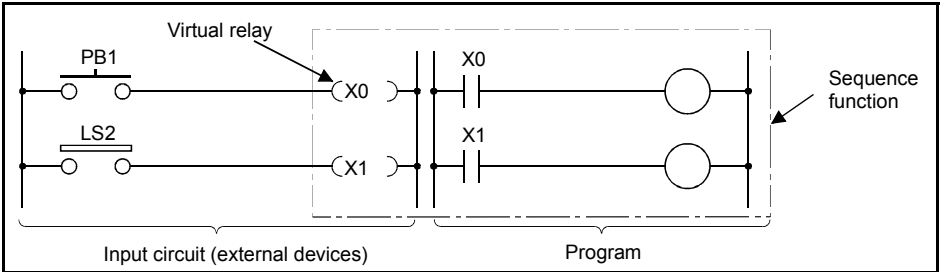 Virtual relay
PB1
X0
X0
Sequence
function
LS2
X1
X1
Input circuit (external devices)
Program